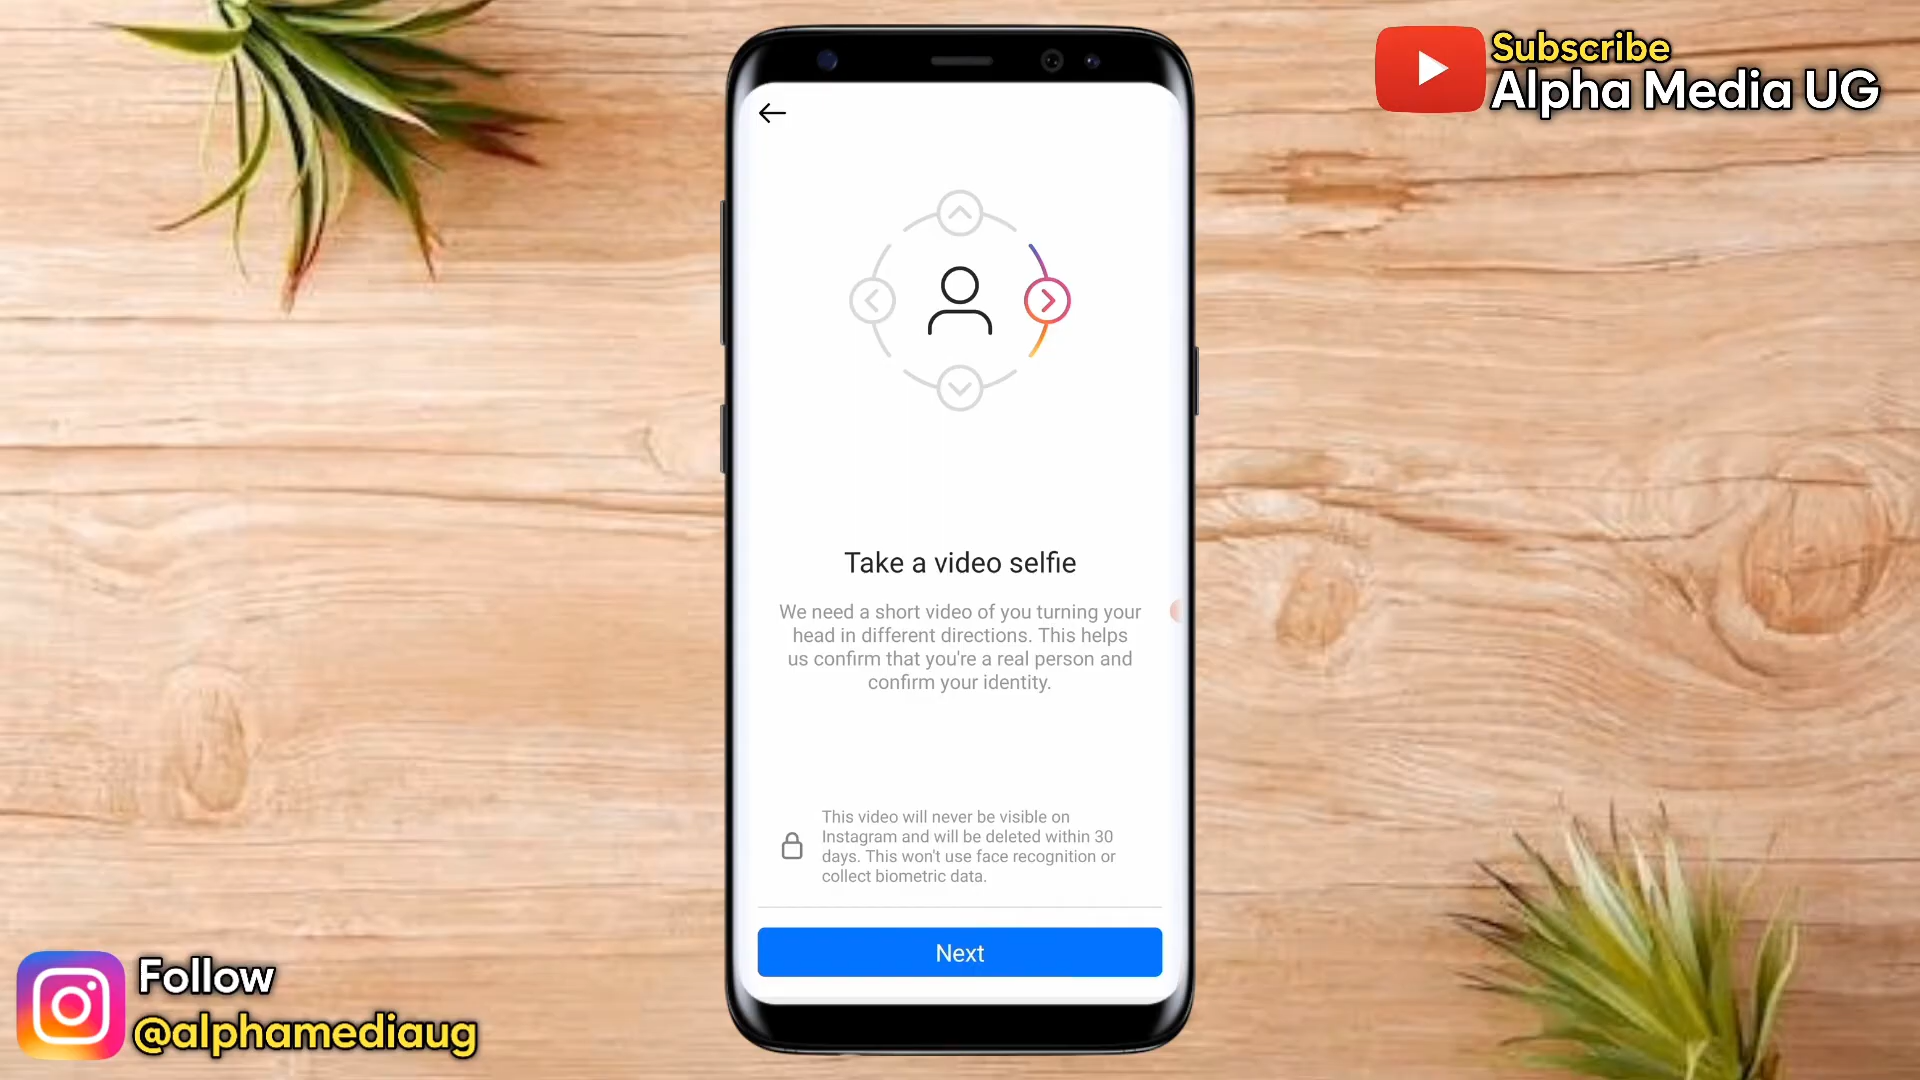 Subscribe
Alpha Media UG
Take a video selfie
We need a short video of you turning your
head in different directions. This helps
us confirm that you're a real person and
confirm your identity.
This video will never be visible on
Instagram and will be deleted within 30
days. This won't use face recognition or
collect biometric data.
Next
Follow
@alphamediaug